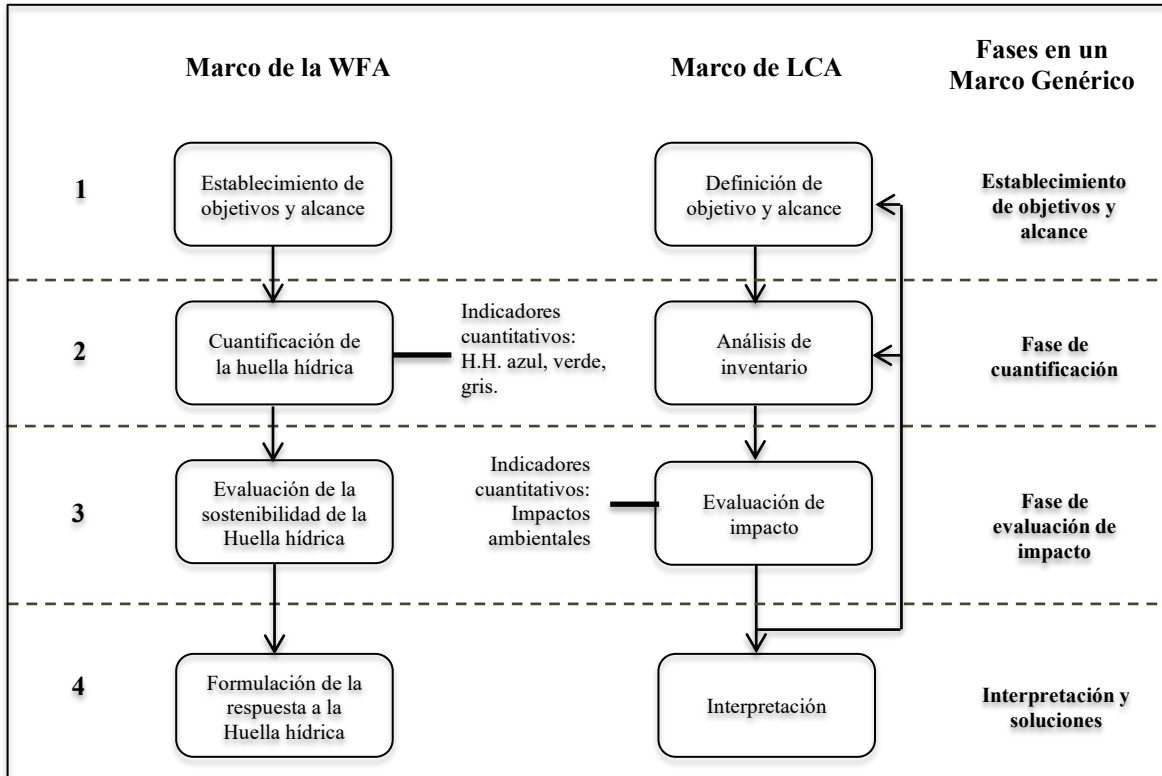 Marco de la WFA
Marco de LCA
Fases en un
Marco Genérico
1
Establecimiento de
objetivos y alcance
Definición de
objetivo y alcance
Establecimiento
de objetivos y
alcance
2
Cuantificación de
la huella hídrica
Indicadores
cuantitativos:
H.H. azul, verde,
gris.
Análisis de
inventario
Fase de
cuantificación
3
Evaluación de la
sostenibilidad de la
Huella hídrica
Indicadores
cuantitativos:
Impactos
ambientales
Evaluación de
impacto
Fase de
evaluación de
impacto
4
Formulación de la
respuesta a la
Huella hídrica
Interpretación
Interpretación y
soluciones